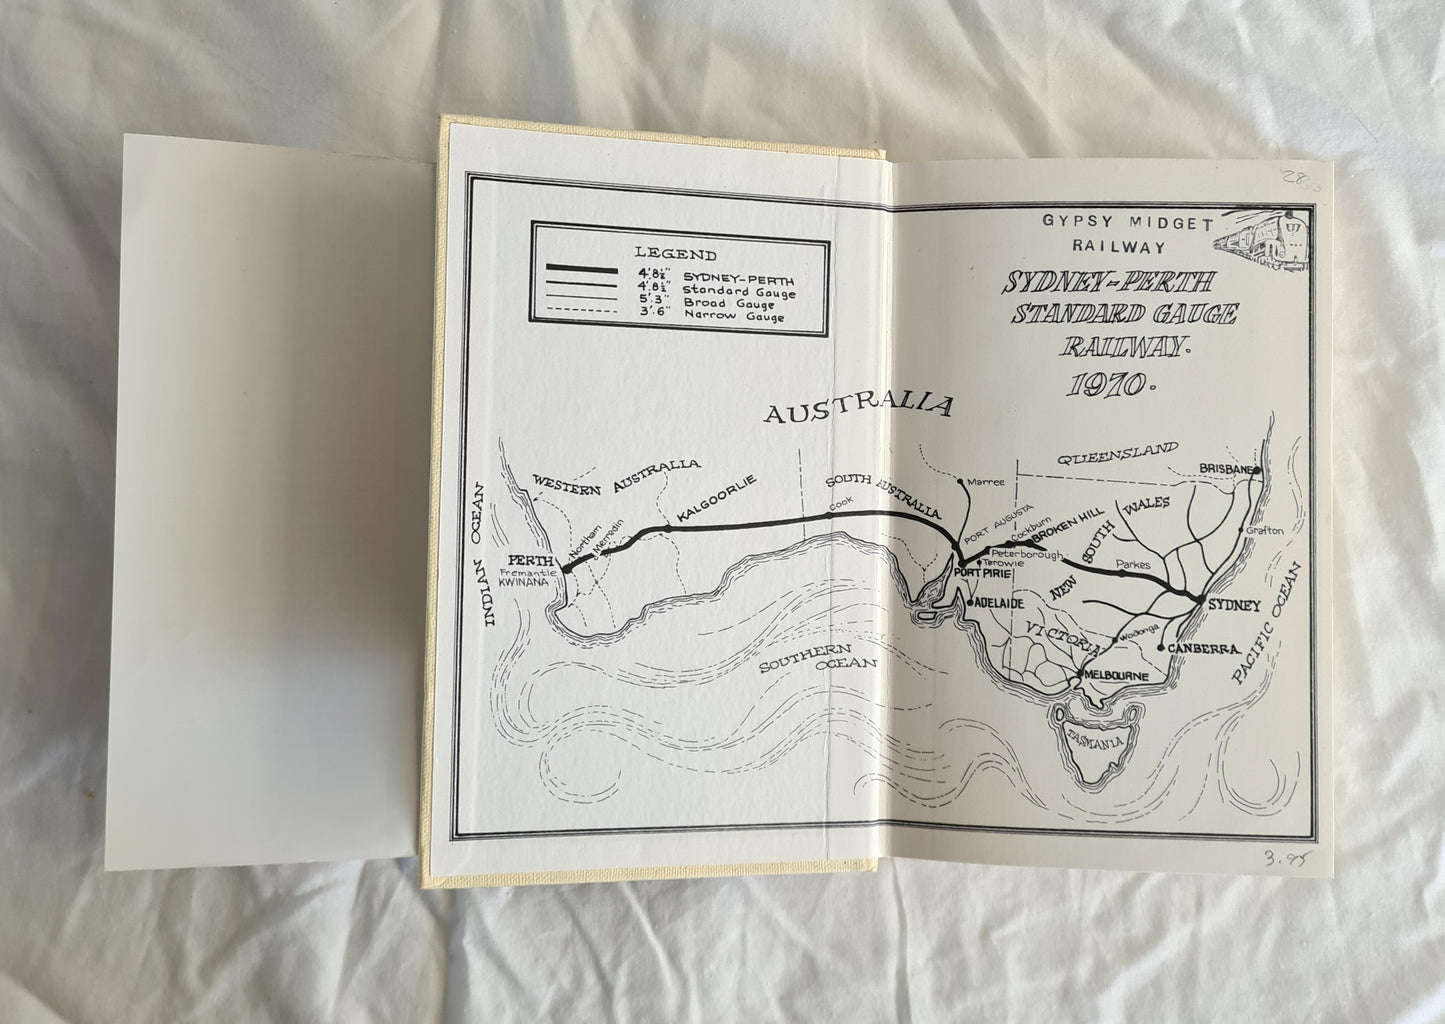 28
GYPSY MIDGET
RAILWAY
SYDNEY-PERTH
STANDARD GAUGE
RAILWAY.
1970.
LEGEND
4'8½" SYDNEY-PERTH
4'8½" Standard Gauge
5'.3" Broad Gauge
3'.6" Narrow Gauge
AUSTRALIA
WESTERN AUSTRALIA
SOUTH AUSTRALIA
QUEENSLAND
BRISBANE
Marree
KALGOORLIE
Cook
PORT AUGUSTA
Cockburn
BROKEN HILL
NEW SOUTH WALES
Grafton
INDIAN OCEAN
Northam
Merredin
PERTH
Fremantle
KWINANA
Peterborough
Terowie
PORT PIRIE
Parkes
ADELAIDE
SYDNEY
PACIFIC OCEAN
VICTORIA
Wodonga
CANBERRA
MELBOURNE
SOUTHERN
OCEAN
TASMANIA
3.95